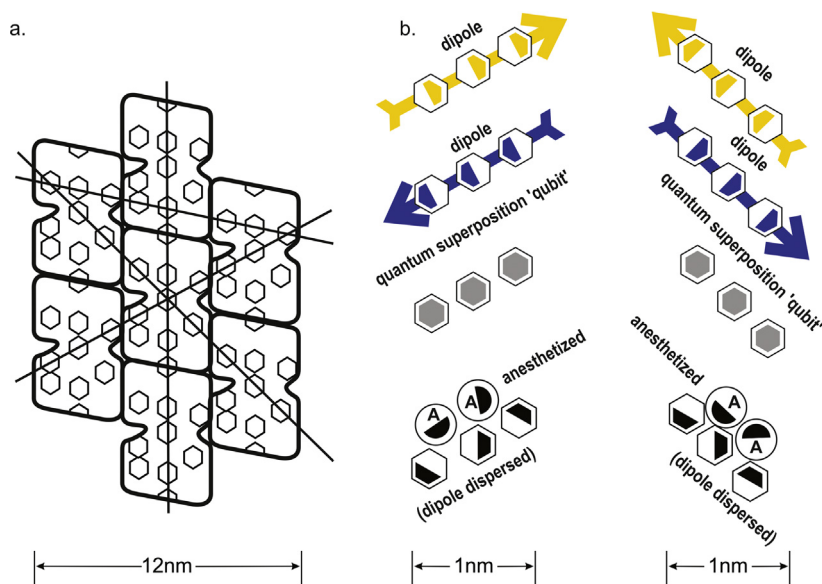 a.
12nm
b.
dipole
dipole
quantum superposition 'qubit'
anesthetized
A
A
(dipole dispersed)
1nm
dipole
dipole
quantum superposition 'qubit'
anesthetized
A
A
(dipole dispersed)
1nm